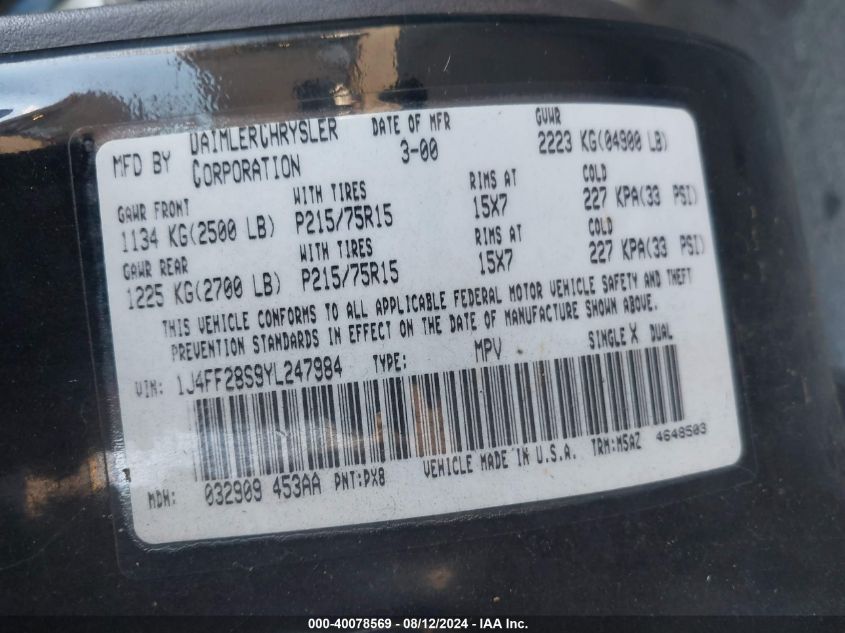 MFD BY DAIMLERCHRYSLER CORPORATION DATE OF MFR 3-00 GVWR 2223 KG(04900 LB)
GAWR FRONT WITH TIRES RIMS AT COLD
1134 KG(2500 LB) P215/75R15 15X7 227 KPA(33 PSI)
GAWR REAR WITH TIRES RIMS AT COLD
1225 KG(2700 LB) P215/75R15 15X7 227 KPA(33 PSI)
THIS VEHICLE CONFORMS TO ALL APPLICABLE FEDERAL MOTOR VEHICLE SAFETY AND THEFT
PREVENTION STANDARDS IN EFFECT ON THE DATE OF MANUFACTURE SHOWN ABOVE.
VIN: 1J4FF28S9YL247984 TYPE: MPV SINGLE X DUAL
MDH: 032909 453AA PNT:PX8 VEHICLE MADE IN U.S.A. TRM:M5AZ 4648503
000-40078569 - 08/12/2024 - IAA Inc.